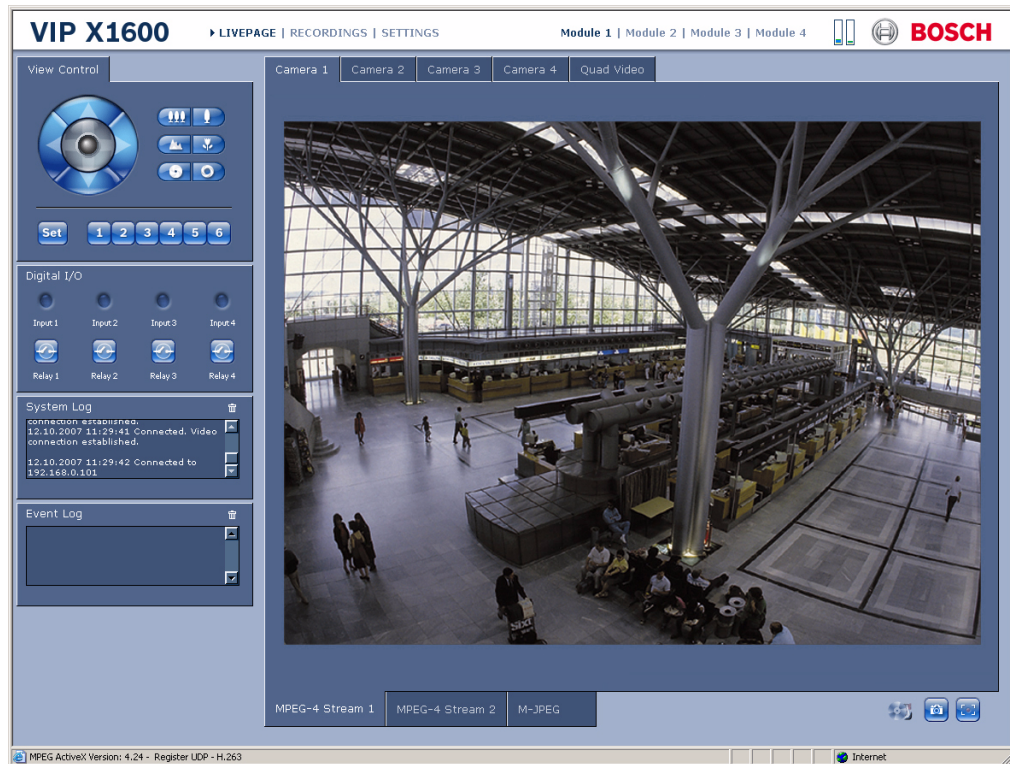 VIP X1600
LIVEPAGE | RECORDINGS | SETTINGS
Module 1 | Module 2 | Module 3 | Module 4
BOSCH
View Control
Camera 1
Camera 2
Camera 3
Camera 4
Quad Video
Set
1 2 3 4 5 6
Digital I/O
Input 1
Input 2
Input 3
Input 4
Relay 1
Relay 2
Relay 3
Relay 4
System Log
connection established.
12.10.2007 11:29:41 Connected. Video
connection established.
12.10.2007 11:29:42 Connected to
192.168.0.101
Event Log
Sixt
MPEG-4 Stream 1
MPEG-4 Stream 2
M-JPEG
MPEG ActiveX Version: 4.24 - Register UDP - H.263
Internet